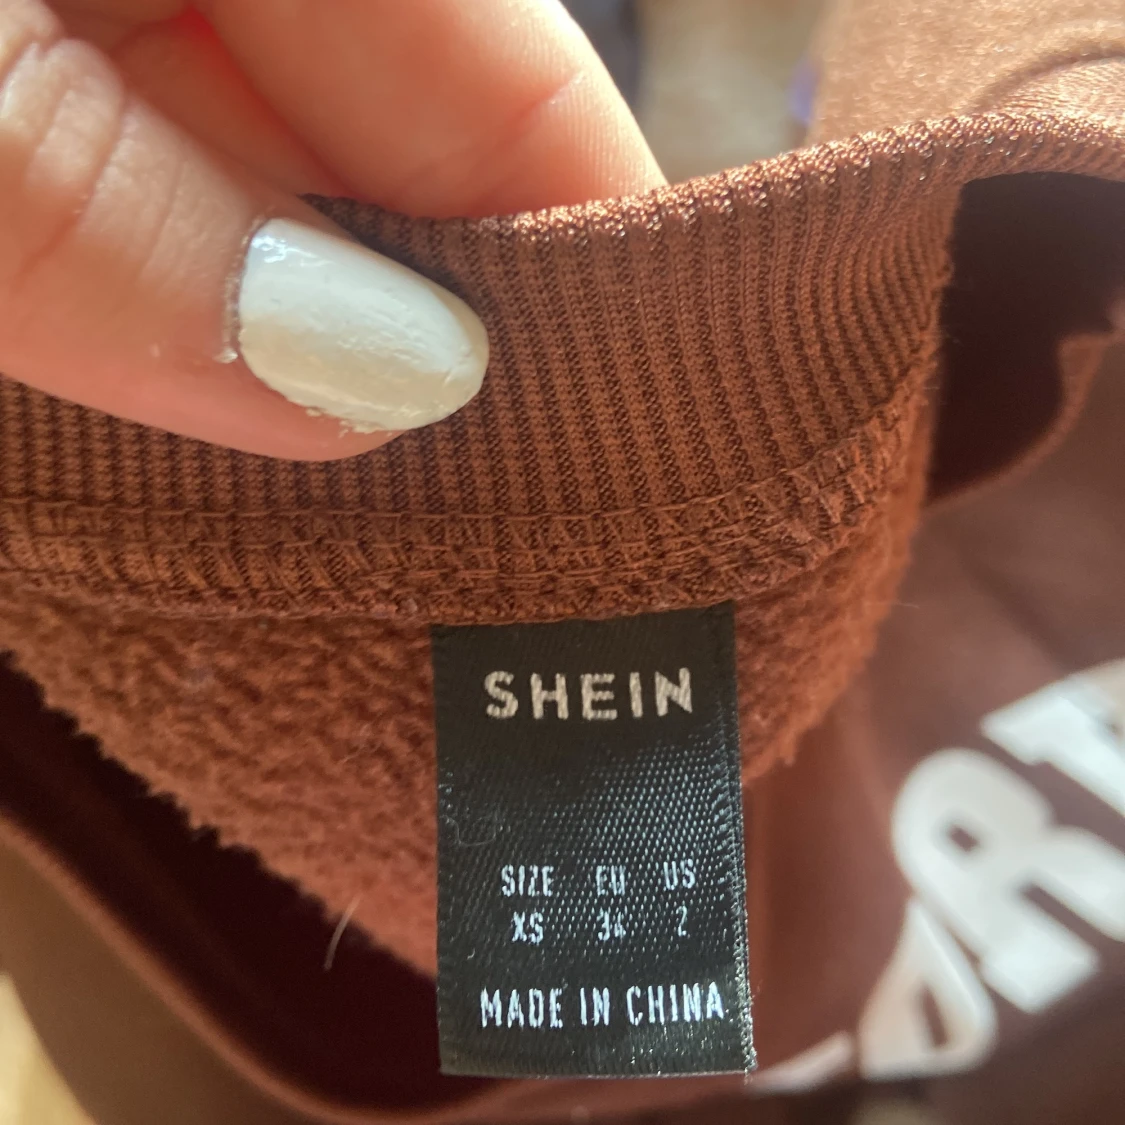 SHEIN
SIZE EU US
XS 34 2
MADE IN CHINA